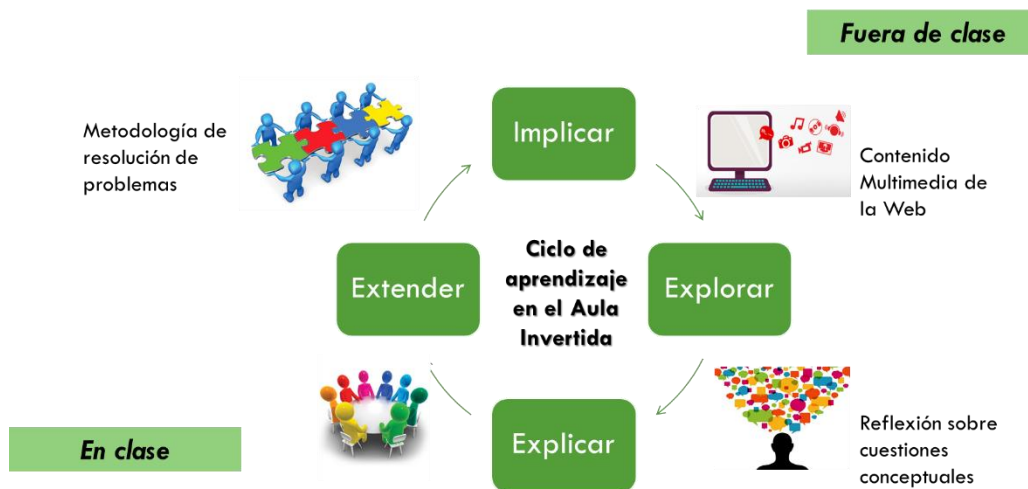 Fuera de clase
Metodología de
resolución de
problemas
Implicar
Contenido
Multimedia de
la Web
Extender
Ciclo de
aprendizaje
en el Aula
Invertida
Explorar
En clase
Explicar
Reflexión sobre
cuestiones
conceptuales